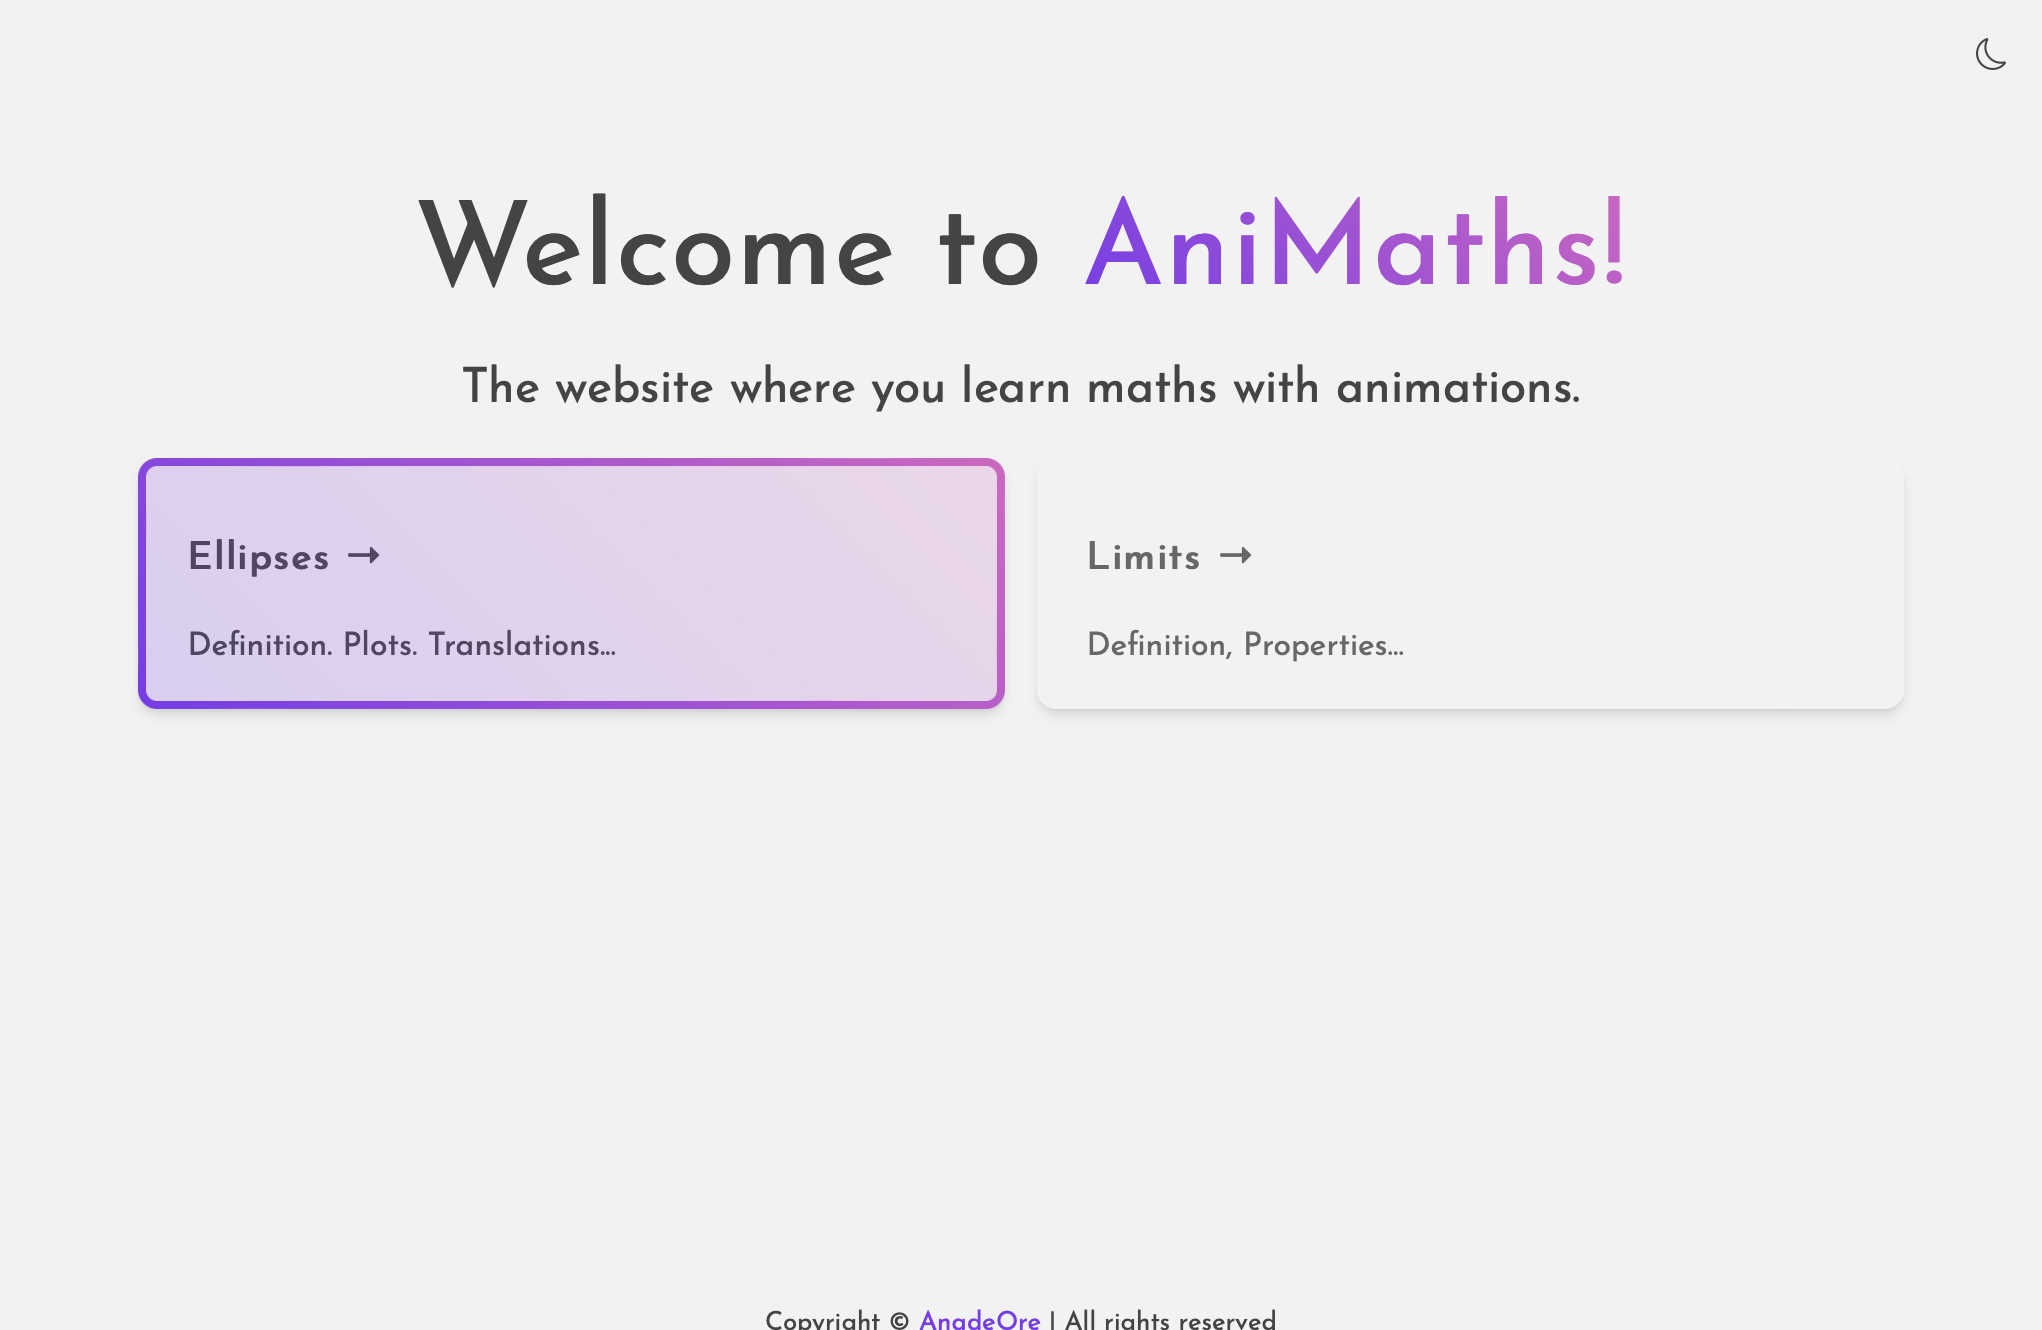 Welcome to AniMaths!
The website where you learn maths with animations.
Ellipses →
Definition. Plots. Translations...
Limits →
Definition, Properties...
Copyright © AnadeOre | All rights reserved